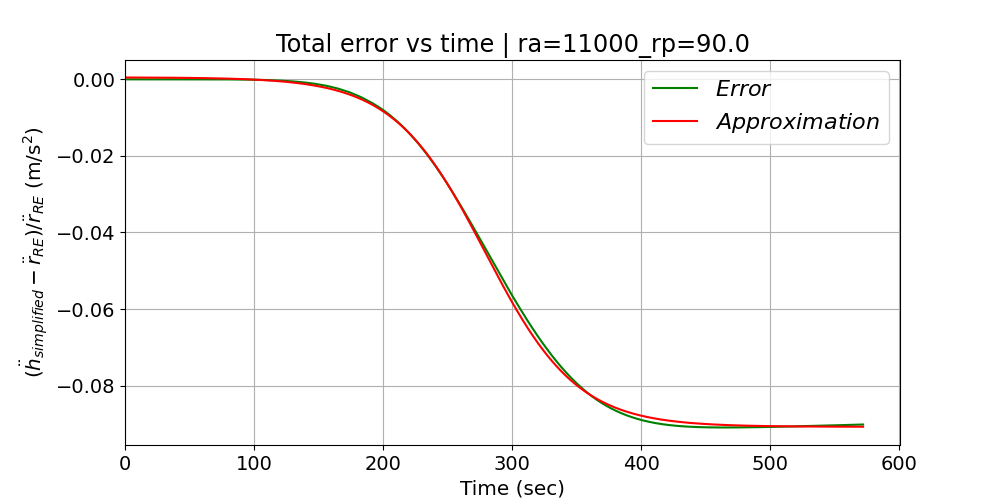 Total error vs time | ra=11000_rp=90.0
(ḧ_simplified − r̈_RE)/r̈_RE (m/s²)
0.00
−0.02
−0.04
−0.06
−0.08
Error
Approximation
0 100 200 300 400 500 600
Time (sec)